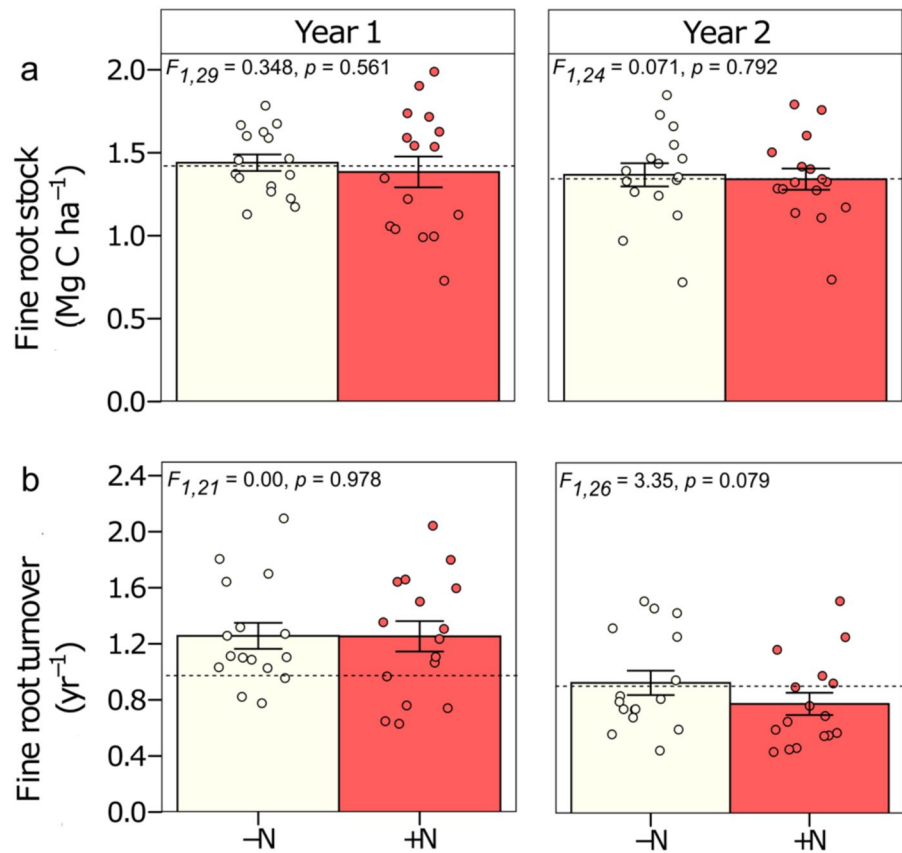 Year 1
Year 2
a
F1,29 = 0.348, p = 0.561
F1,24 = 0.071, p = 0.792
Fine root stock
(Mg C ha−1)
2.0
1.5
1.0
0.5
0.0
b
F1,21 = 0.00, p = 0.978
F1,26 = 3.35, p = 0.079
Fine root turnover
(yr−1)
2.4
2.0
1.6
1.2
0.8
0.4
0.0
−N
+N
−N
+N